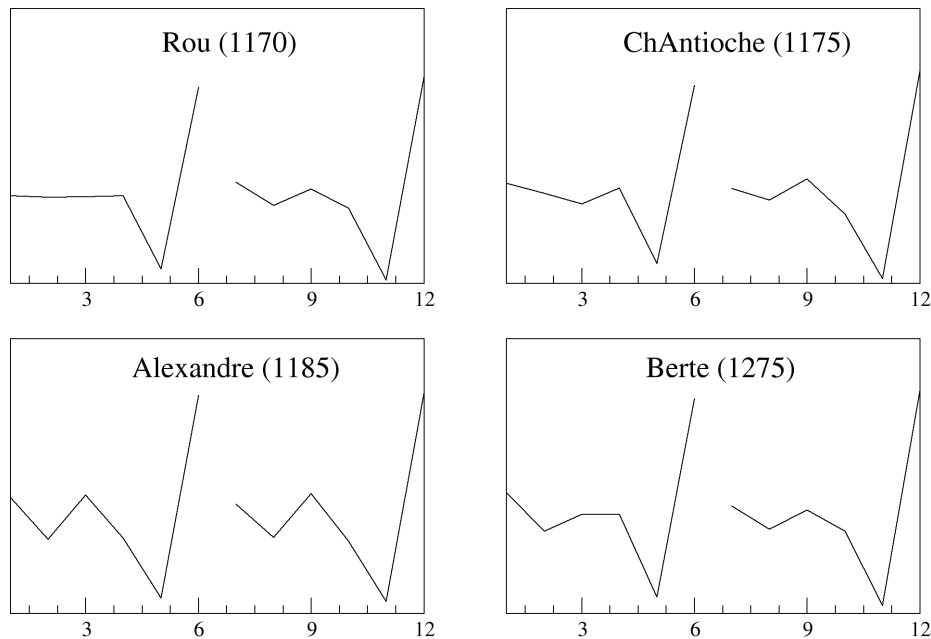 Rou (1170)
3 6 9 12
ChAntioche (1175)
3 6 9 12
Alexandre (1185)
3 6 9 12
Berte (1275)
3 6 9 12